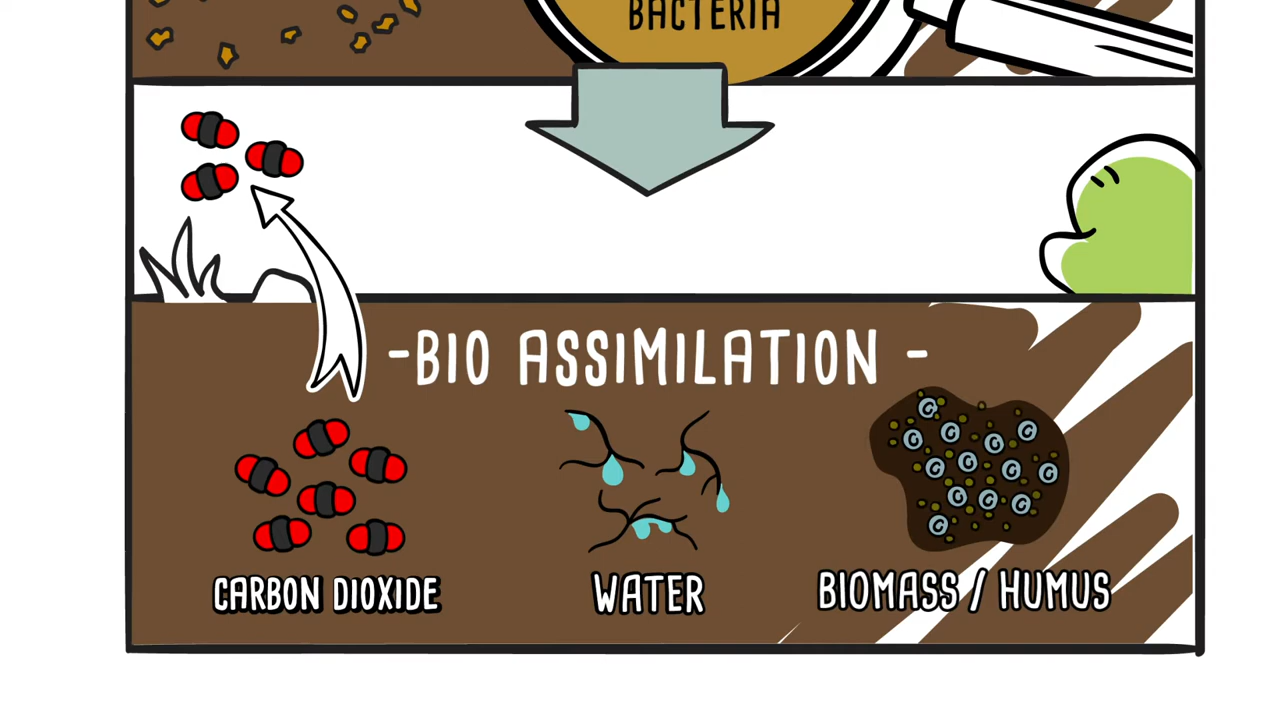 BACTERIA
-BIO ASSIMILATION -
CARBON DIOXIDE
WATER
BIOMASS / HUMUS